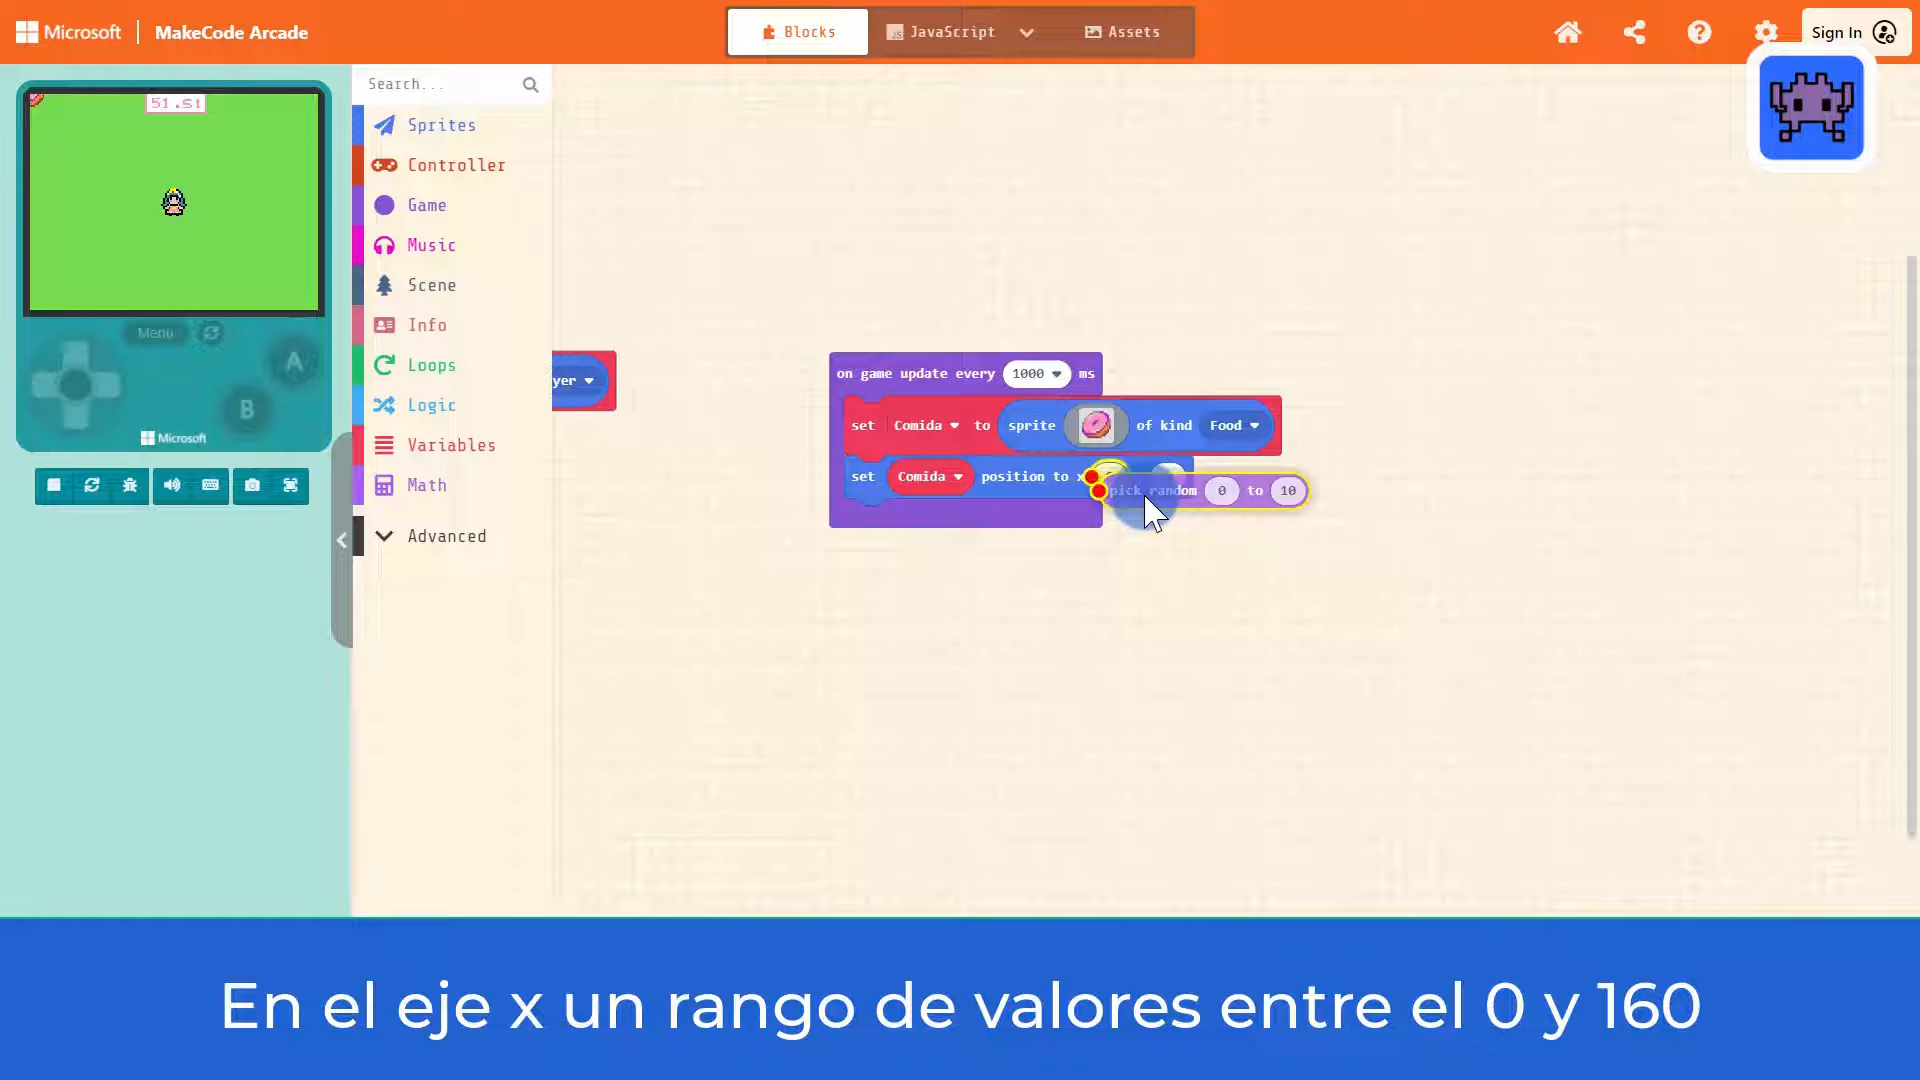 Microsoft
MakeCode Arcade
Blocks
JavaScript
Assets
Sign In
Menu
A
B
Microsoft
Search...
Sprites
Controller
Game
Music
Scene
Info
Loops
Logic
Variables
Math
Advanced
yer
on game update every 1000 ms
set Comida to sprite of kind Food
set Comida position to x
pick random 0 to 10
En el eje x un rango de valores entre el 0 y 160